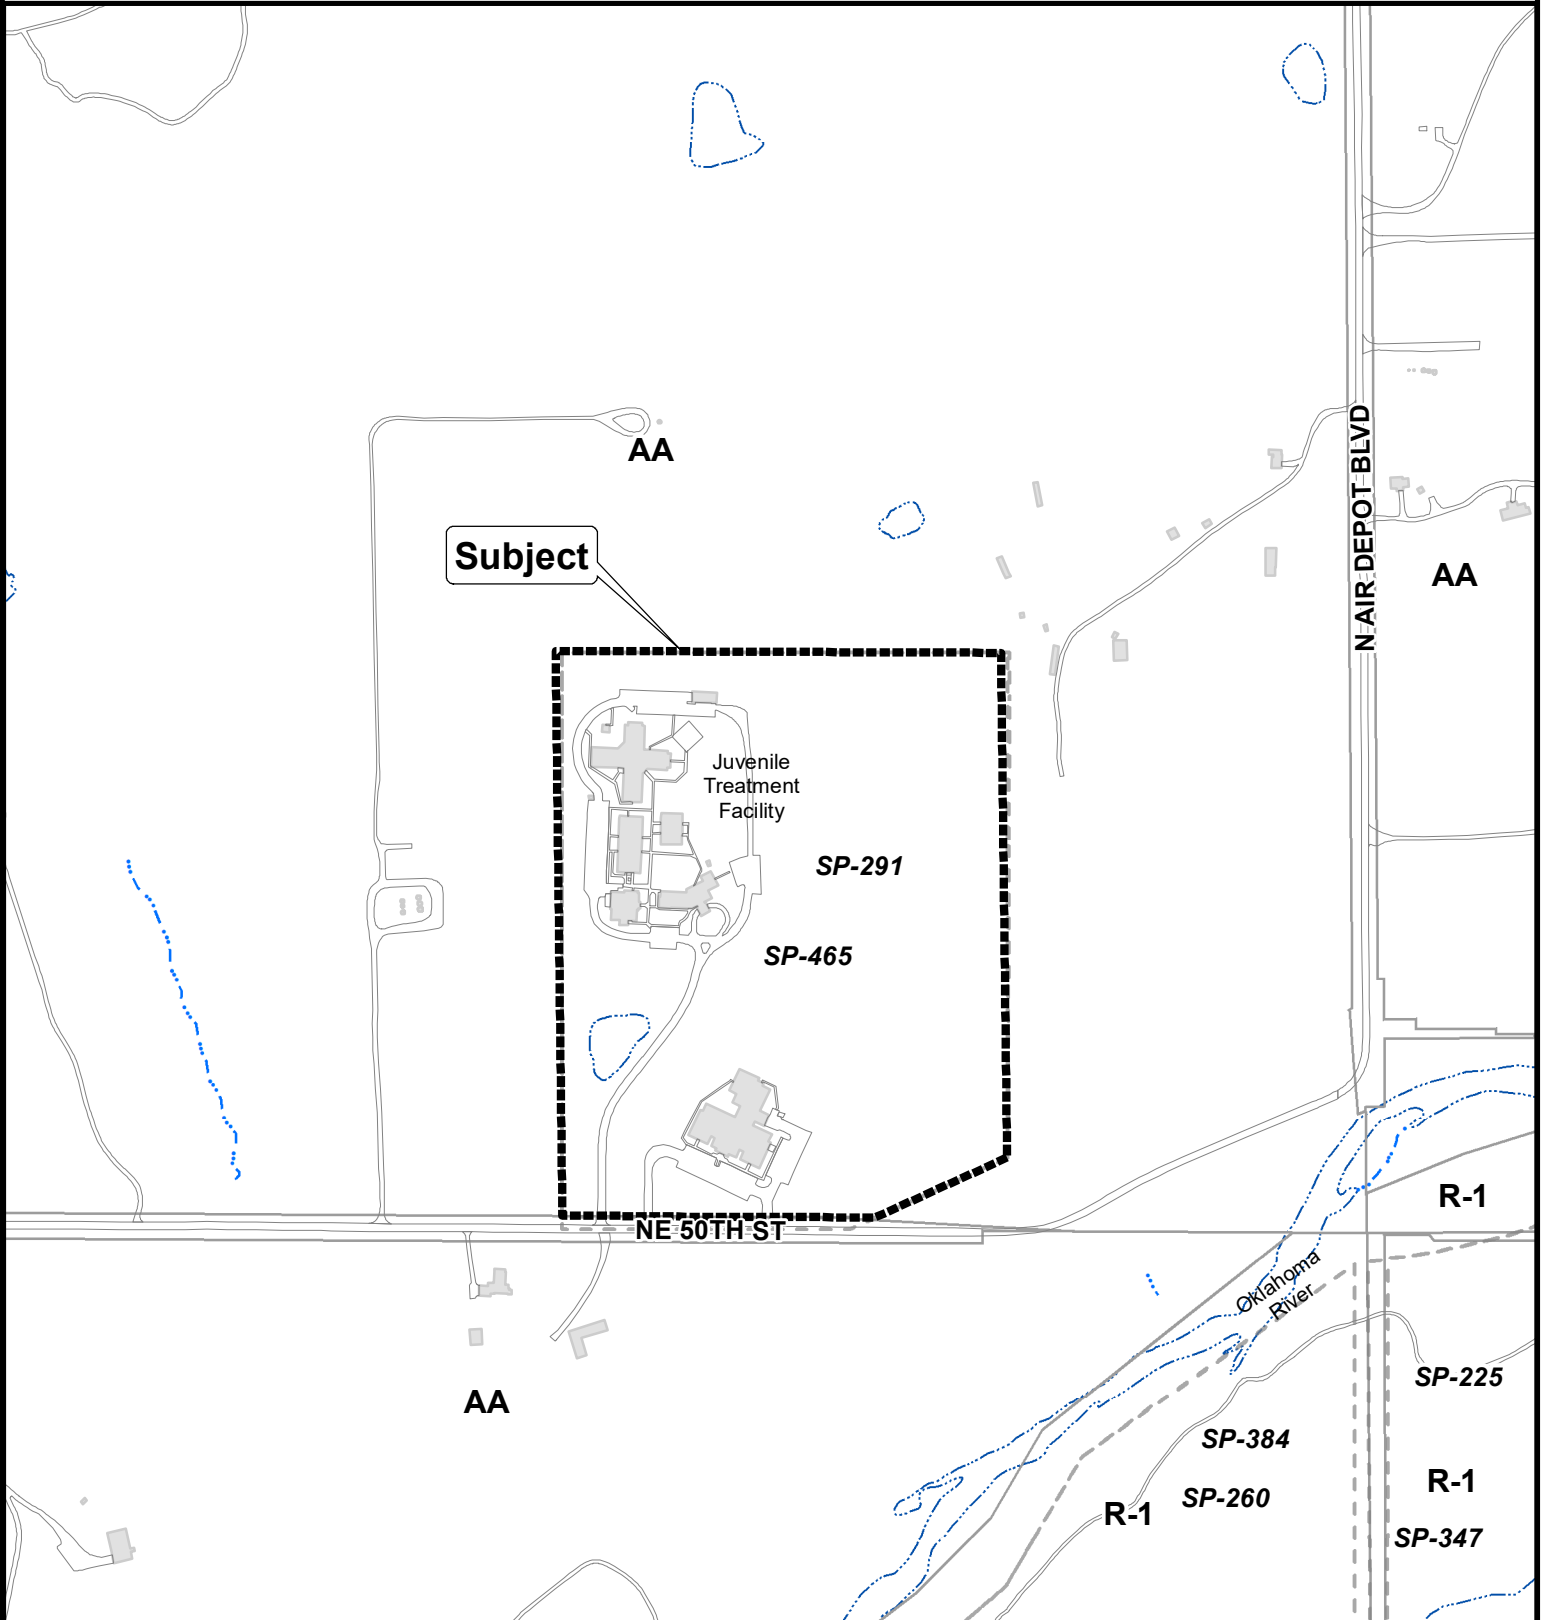 AA
Subject
N AIR DEPOT BLVD
AA
Juvenile
Treatment
Facility
SP-291
SP-465
R-1
NE 50TH ST
Oklahoma
River
SP-225
AA
SP-384
R-1
SP-260
R-1
SP-347